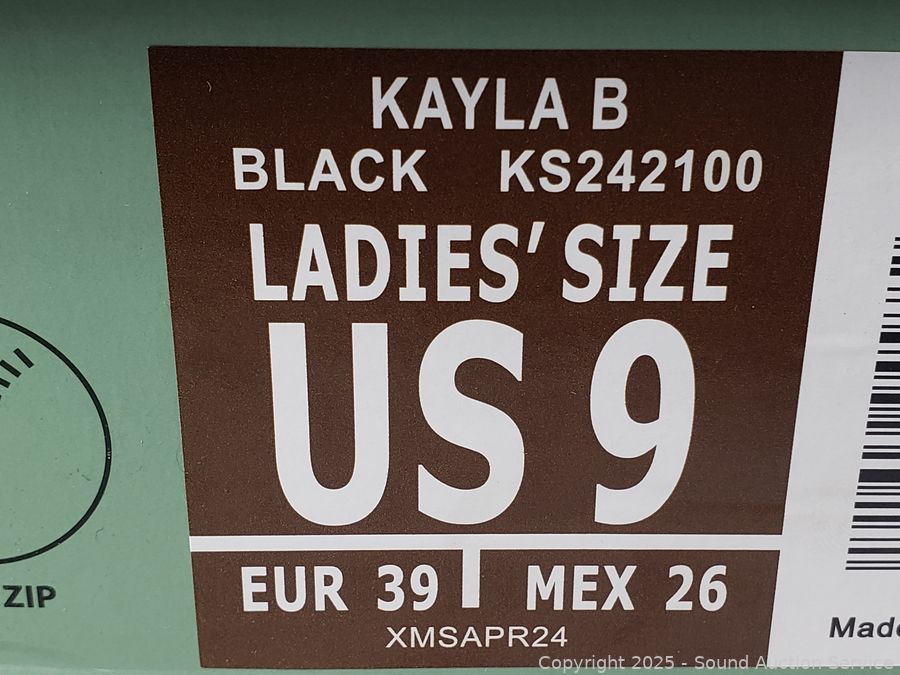 KAYLA B
BLACK KS242100
LADIES' SIZE
US 9
EUR 39 MEX 26
XMSAPR24
ZIP
Made
Copyright 2025 - Sound Auction Service